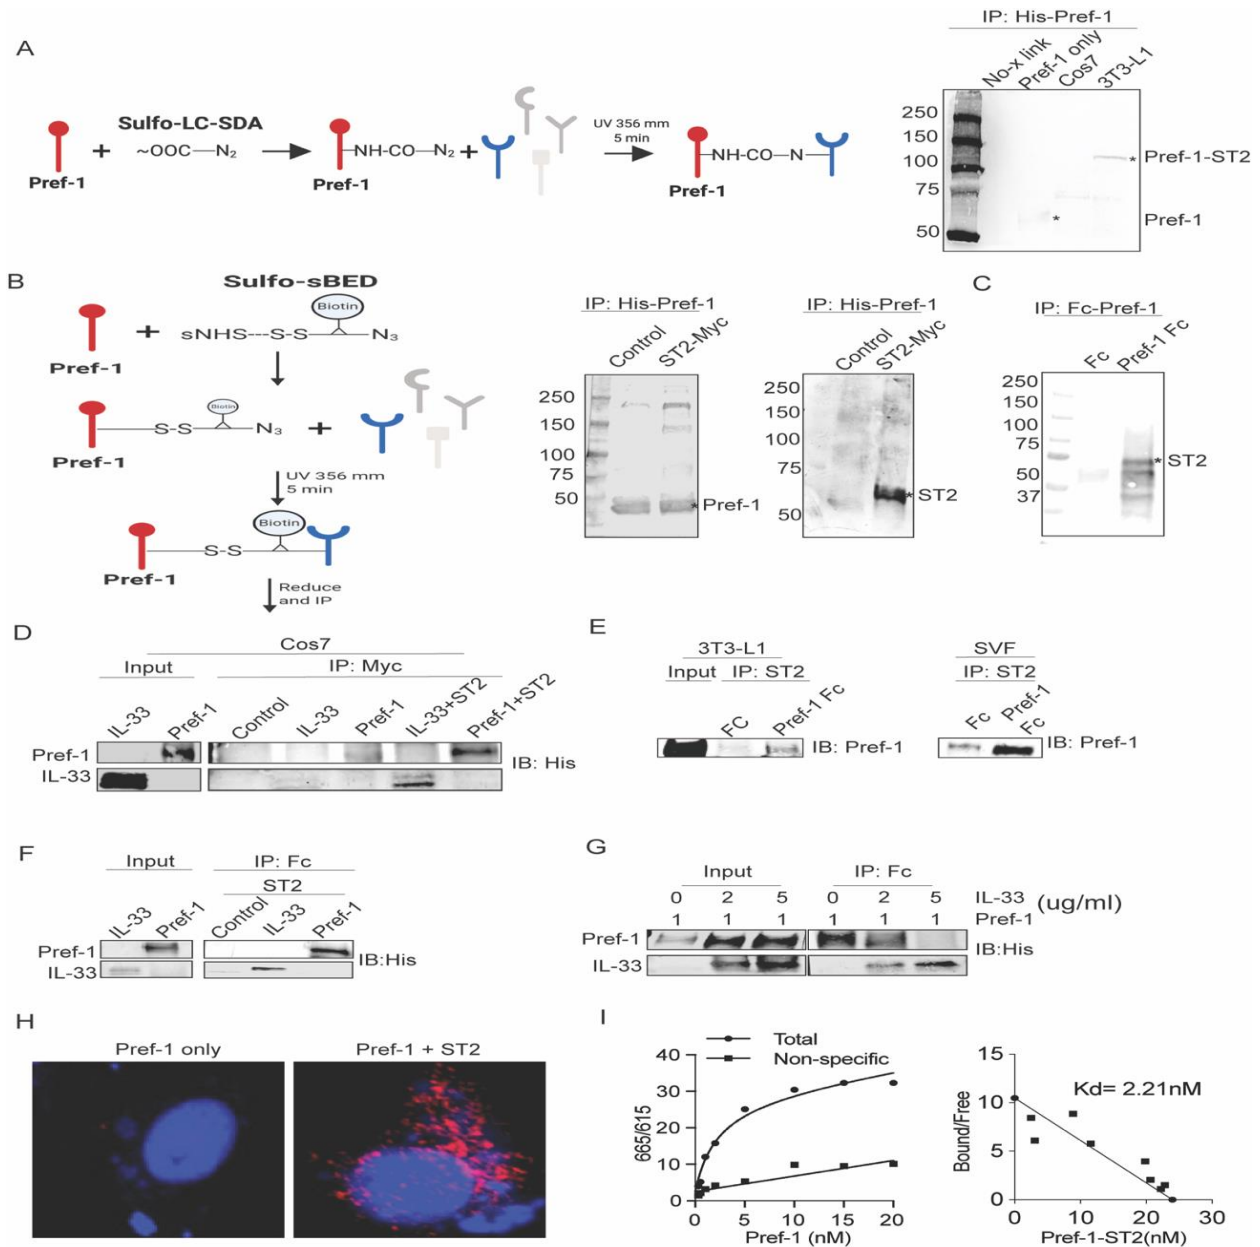 A
Sulfo-LC-SDA
~OOC—N₂
Pref-1
NH-CO—N₂
Pref-1
UV 356 mm
5 min
NH-CO—N
Pref-1
IP: His-Pref-1
No-x link
Pref-1 only
Cos7
3T3-L1
250
150
100
75
50
* Pref-1-ST2
* Pref-1
B
Sulfo-sBED
Biotin
sNHS---S-S
N₃
Pref-1
Biotin
S-S
N₃
Pref-1
UV 356 mm
5 min
Biotin
S-S
Pref-1
Reduce
and IP
IP: His-Pref-1
Control
ST2-Myc
250
150
100
75
50
* Pref-1
IP: His-Pref-1
Control
ST2-Myc
250
150
100
75
50
* ST2
C
IP: Fc-Pref-1
Fc
Pref-1 Fc
250
150
100
75
50
37
* ST2
D
Cos7
Input
IP: Myc
IL-33
Pref-1
Control
IL-33
Pref-1
IL-33+ST2
Pref-1+ST2
Pref-1
IL-33
IB: His
E
3T3-L1
Input
IP: ST2
FC
Pref-1 Fc
IB: Pref-1
SVF
IP: ST2
Fc
Pref-1
Fc
IB: Pref-1
F
Input
IP: Fc
ST2
IL-33
Pref-1
Control
IL-33
Pref-1
Pref-1
IL-33
IB:His
G
Input
IP: Fc
0 2 5 0 2 5 IL-33
1 1 1 1 1 1 Pref-1
(ug/ml)
Pref-1
IL-33
IB:His
H
Pref-1 only
Pref-1 + ST2
I
Total
Non-specific
665/615
40
30
20
10
0
0 5 10 15 20
Pref-1 (nM)
Kd= 2.21nM
Bound/Free
15
10
5
0
0 10 20 30
Pref-1-ST2(nM)